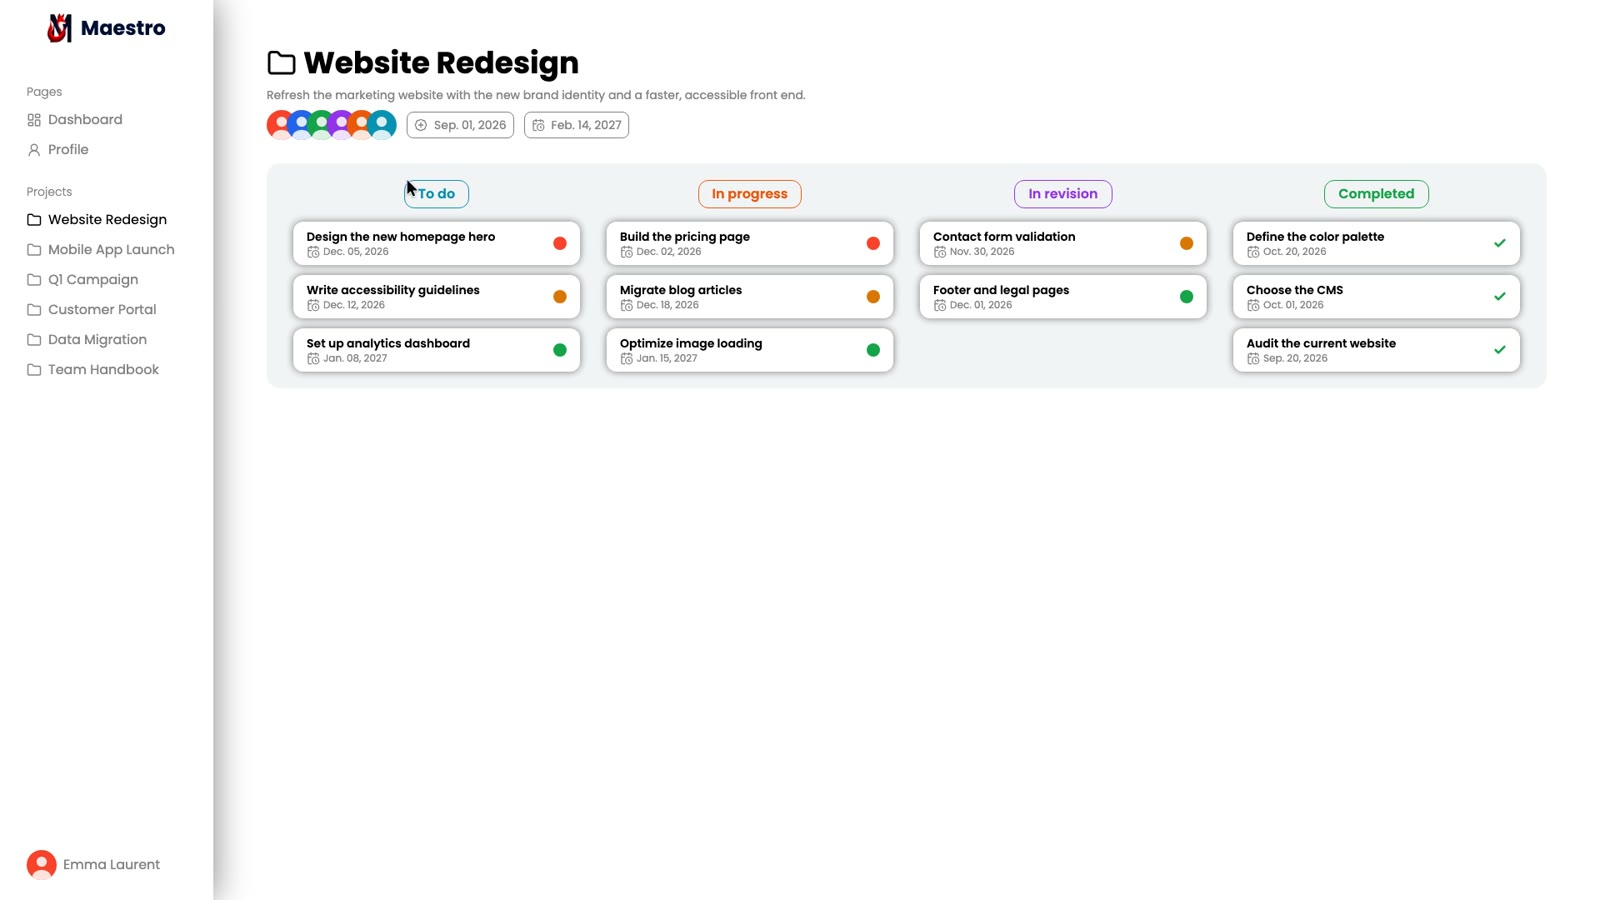 Maestro
Pages
Dashboard
Profile
Projects
Website Redesign
Mobile App Launch
Q1 Campaign
Customer Portal
Data Migration
Team Handbook
Emma Laurent
Website Redesign
Refresh the marketing website with the new brand identity and a faster, accessible front end.
Sep. 01, 2026
Feb. 14, 2027
To do
Design the new homepage hero
Dec. 05, 2026
Write accessibility guidelines
Dec. 12, 2026
Set up analytics dashboard
Jan. 08, 2027
In progress
Build the pricing page
Dec. 02, 2026
Migrate blog articles
Dec. 18, 2026
Optimize image loading
Jan. 15, 2027
In revision
Contact form validation
Nov. 30, 2026
Footer and legal pages
Dec. 01, 2026
Completed
Define the color palette
Oct. 20, 2026
Choose the CMS
Oct. 01, 2026
Audit the current website
Sep. 20, 2026